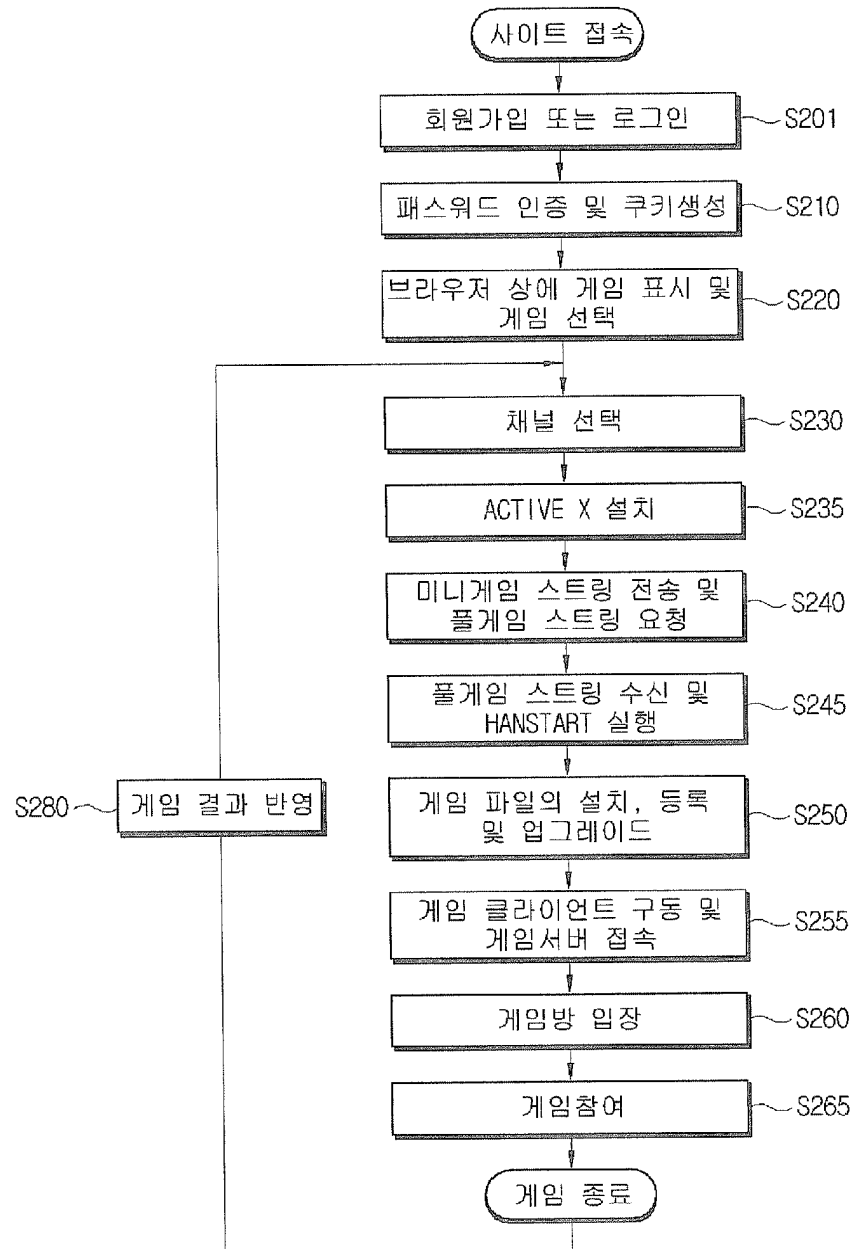 사이트 접속
회원가입 또는 로그인
S201
패스워드 인증 및 쿠키생성
S210
브라우저 상에 게임 표시 및
게임 선택
S220
채널 선택
S230
ACTIVE X 설치
S235
미니게임 스트링 전송 및
풀게임 스트링 요청
S240
풀게임 스트링 수신 및
HANSTART 실행
S245
S280
게임 결과 반영
게임 파일의 설치, 등록
및 업그레이드
S250
게임 클라이언트 구동 및
게임서버 접속
S255
게임방 입장
S260
게임참여
S265
게임 종료